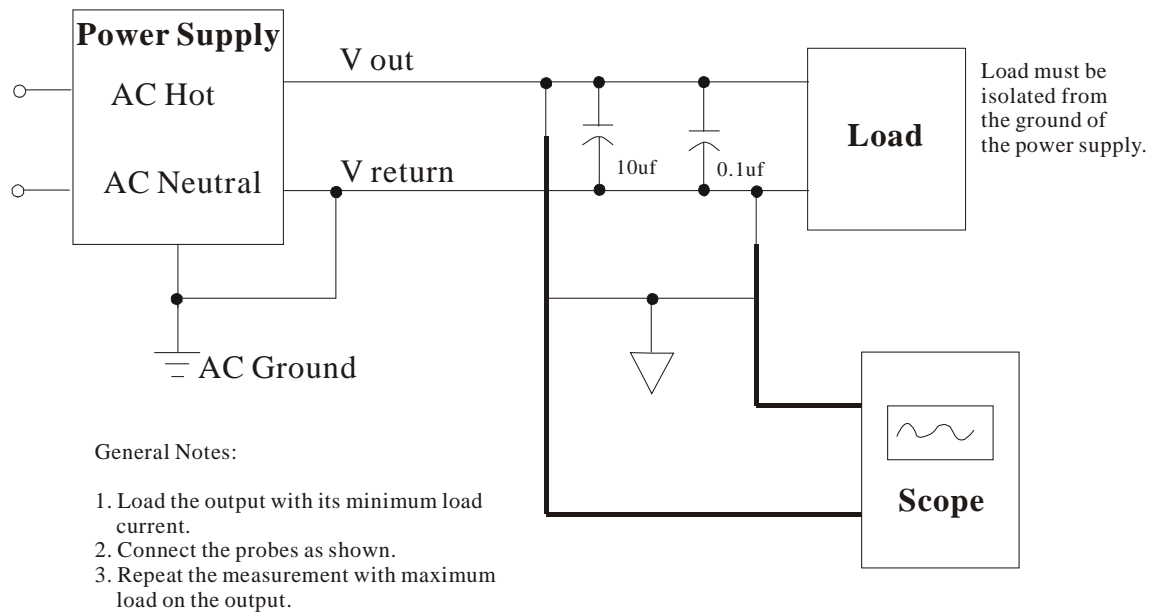 Power Supply
AC Hot
AC Neutral
V out
V return
10uf
0.1uf
Load
Load must be
isolated from
the ground of
the power supply.
AC Ground
Scope
General Notes:
1. Load the output with its minimum load
current.
2. Connect the probes as shown.
3. Repeat the measurement with maximum
load on the output.